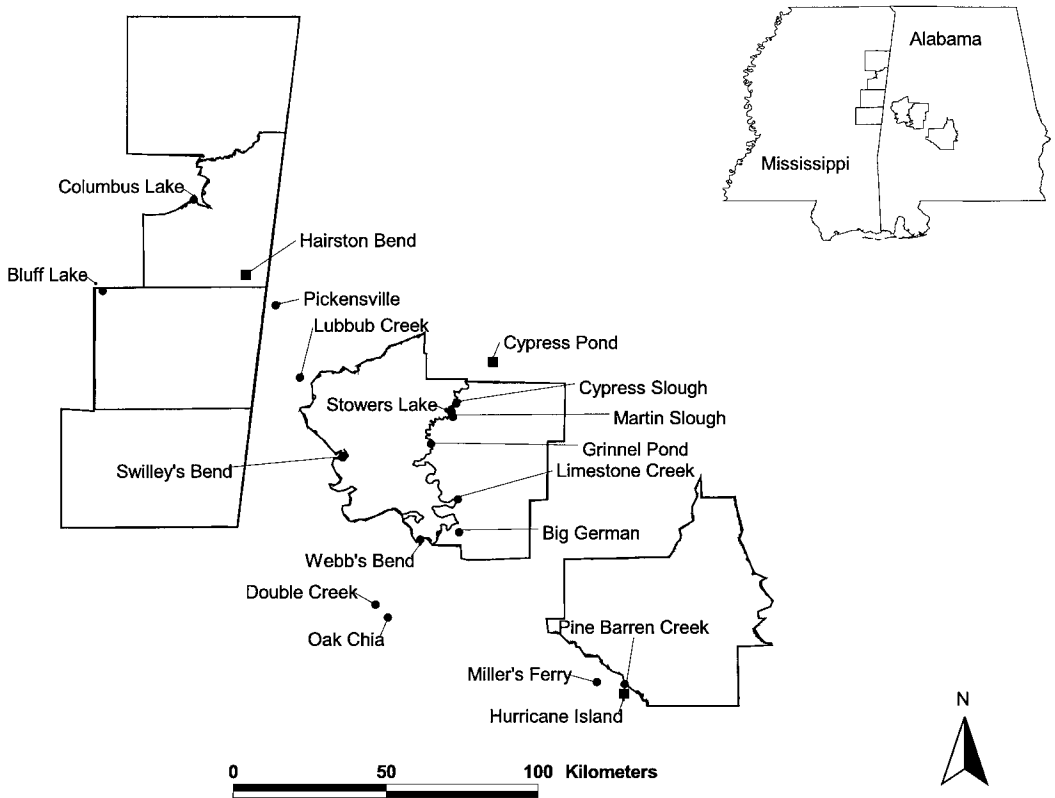 Alabama
Mississippi
Columbus Lake
Hairston Bend
Bluff Lake
Pickensville
Lubbub Creek
Cypress Pond
Cypress Slough
Stowers Lake
Martin Slough
Grinnel Pond
Swilley's Bend
Limestone Creek
Big German
Webb's Bend
Double Creek
Pine Barren Creek
Oak Chia
Miller's Ferry
Hurricane Island
N
0 50 100 Kilometers